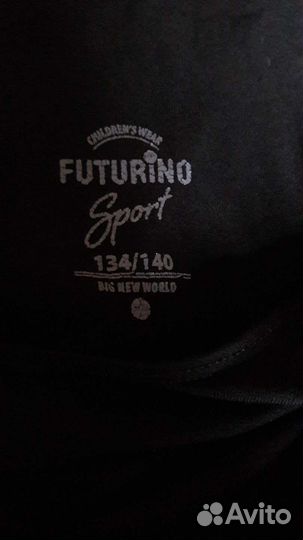 CHILDREN'S WEAR
FUTURINO
Sport
134/140
BIG NEW WORLD
Avito